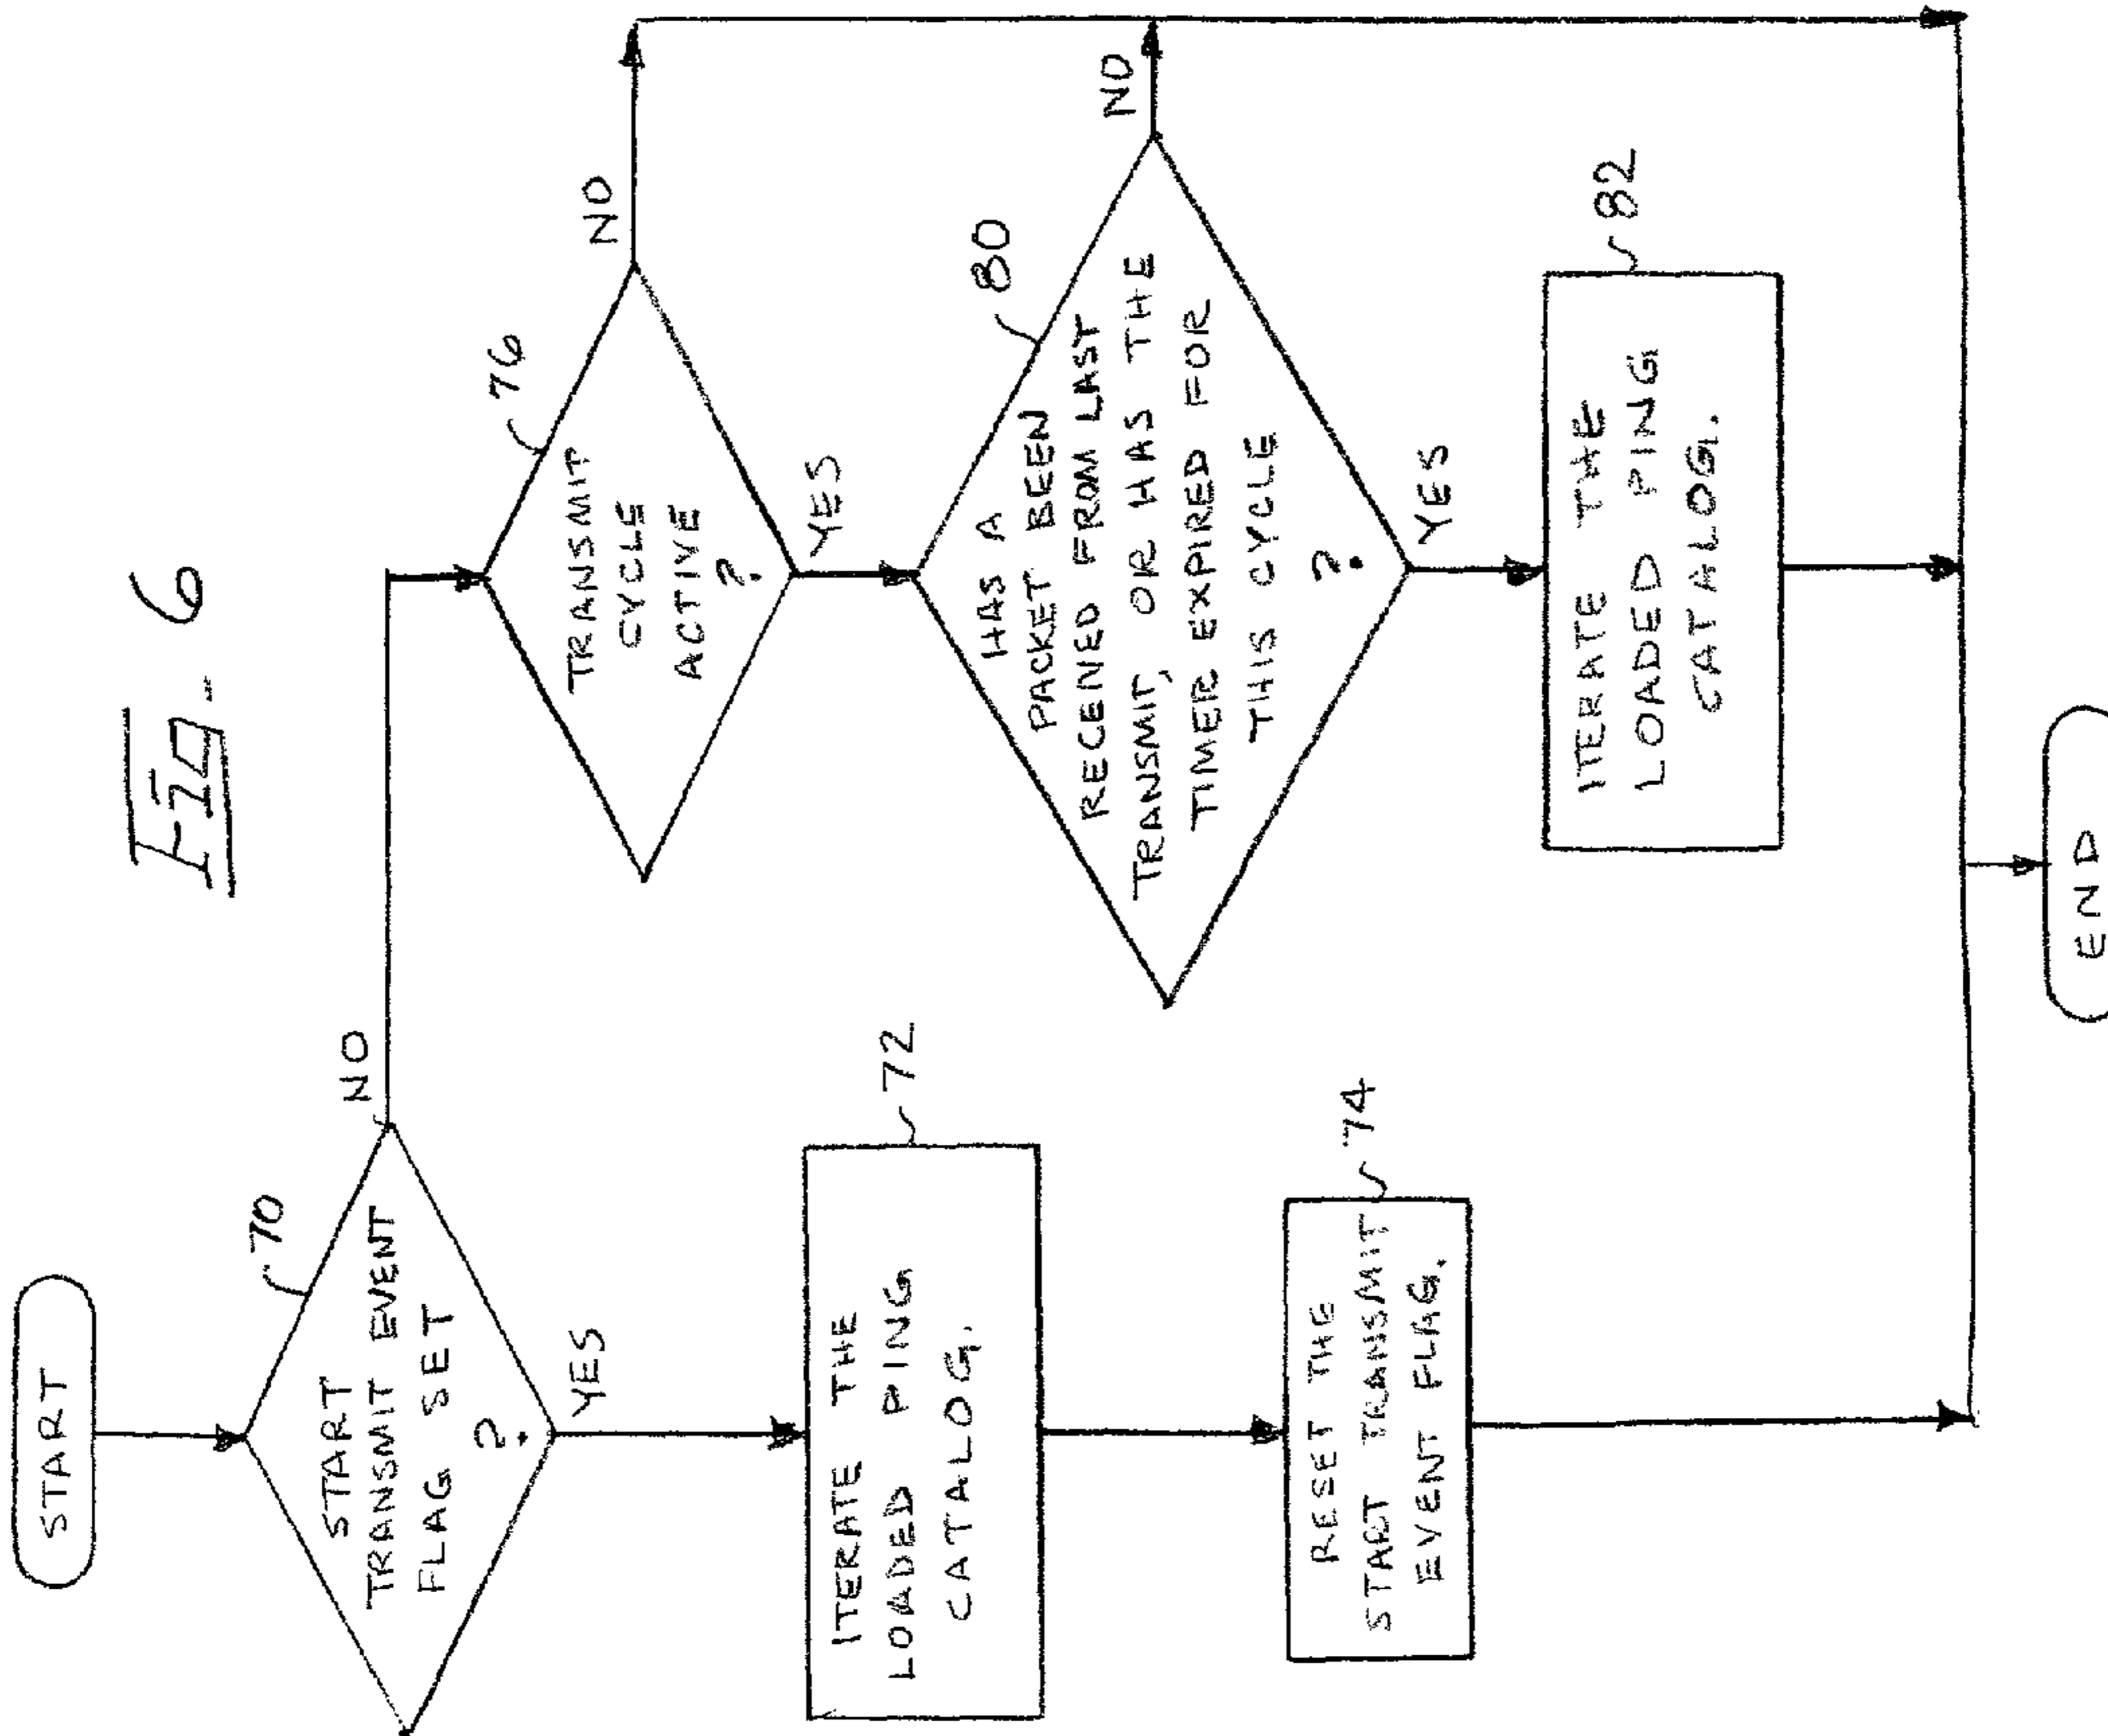 Fig. 6
START
70
START
TRANSMIT EVENT
FLAG SET
?
NO
YES
72
ITERATE THE
LOADED PING
CATALOG.
74
RESET THE
START TRANSMIT
EVENT FLAG.
76
TRANSMIT
CYCLE
ACTIVE
?
NO
YES
80
HAS A
PACKET BEEN
RECEINED FROM LAST
TRANSMIT, OR HAS THE
TIMER EXPIRED FOR
THIS CYCLE
?
NO
YES
82
ITERATE THE
LOADED PING
CATALOG.
END